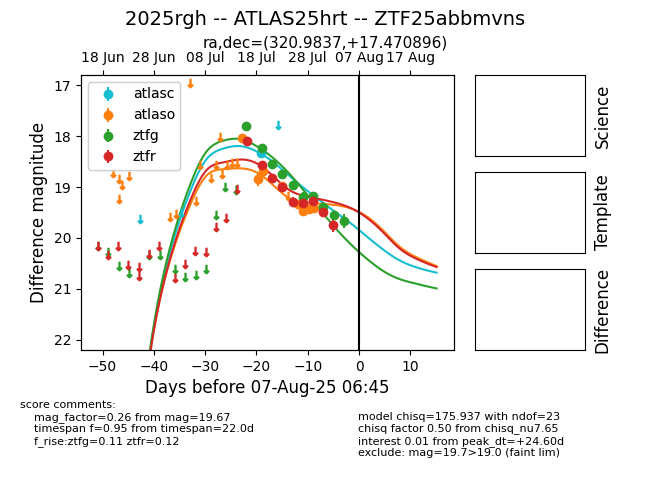 2025rgh -- ATLAS25hrt -- ZTF25abbmvns
ra,dec=(320.9837,+17.470896)
18 Jun 28 Jun 08 Jul 18 Jul 28 Jul 07 Aug 17 Aug
17
18
19
20
21
22
Difference magnitude
atlasc
atlaso
ztfg
ztfr
−50 −40 −30 −20 −10 0 10
Days before 07-Aug-25 06:45
Science
Template
Difference
score comments:
mag_factor=0.26 from mag=19.67
timespan f=0.95 from timespan=22.0d
f_rise:ztfg=0.11 ztfr=0.12
model chisq=175.937 with ndof=23
chisq factor 0.50 from chisq_nu7.65
interest 0.01 from peak_dt=+24.60d
exclude: mag=19.7>19.0 (faint lim)